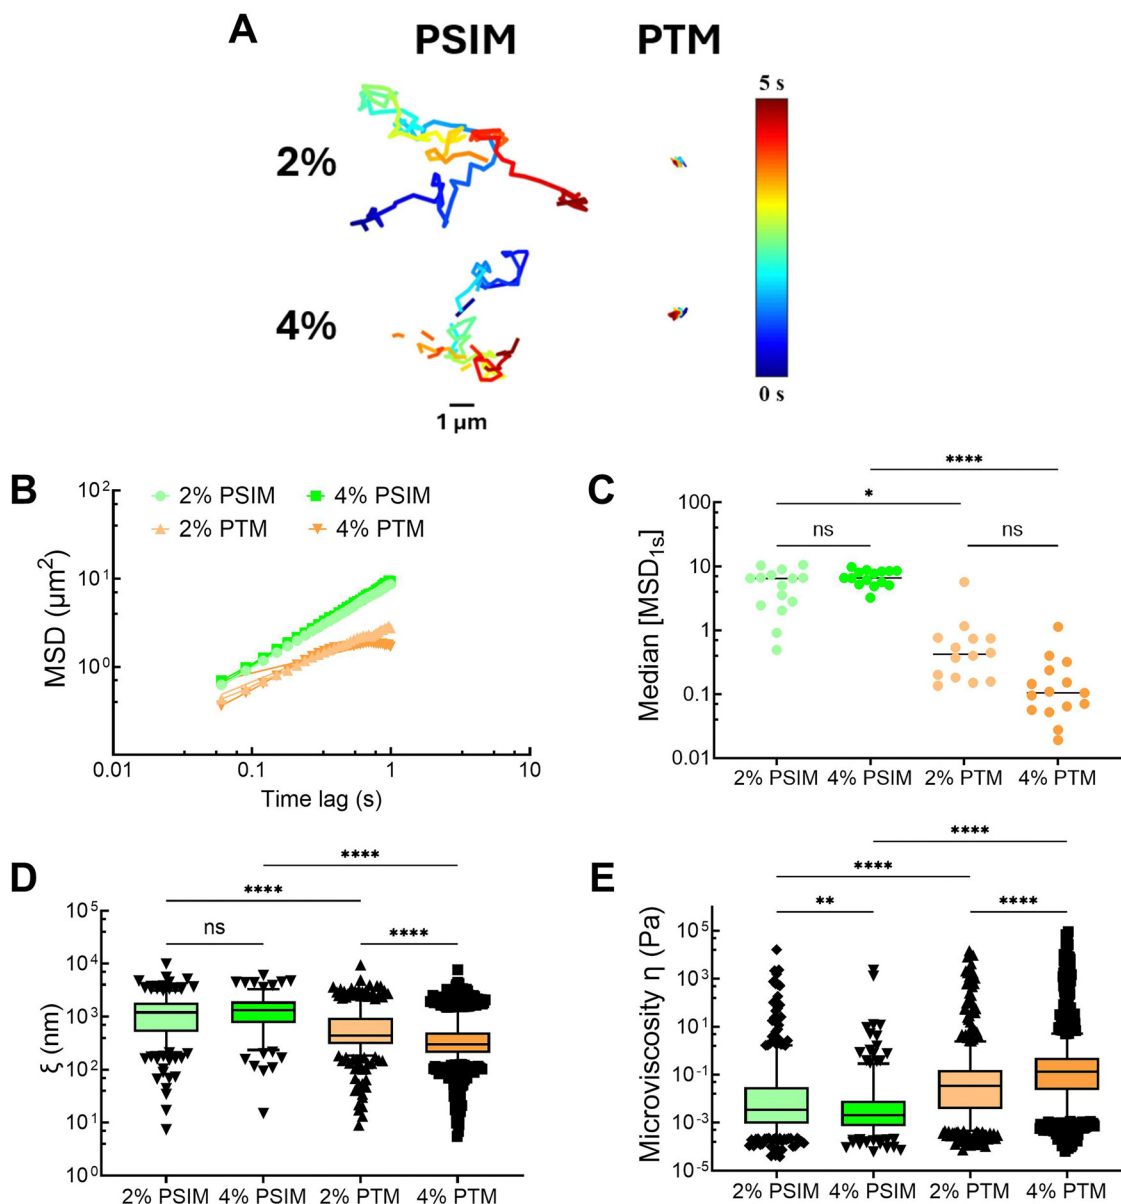 A
PSIM
PTM
5 s
2%
4%
0 s
1 µm
B
2% PSIM
4% PSIM
2% PTM
4% PTM
MSD (µm²)
10²
10¹
10⁰
0.01
0.1
1
10
Time lag (s)
C
****
*
ns
ns
Median [MSD₁ₛ]
100
10
1
0.1
0.01
2% PSIM
4% PSIM
2% PTM
4% PTM
D
****
****
ns
****
ξ (nm)
10⁵
10⁴
10³
10²
10¹
10⁰
2% PSIM
4% PSIM
2% PTM
4% PTM
E
****
****
**
****
Microviscosity η (Pa)
10⁵
10³
10¹
10⁻¹
10⁻³
10⁻⁵
2% PSIM
4% PSIM
2% PTM
4% PTM